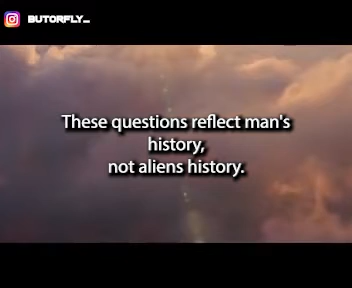 BUTORFLY_
These questions reflect man's
history,
not aliens history.